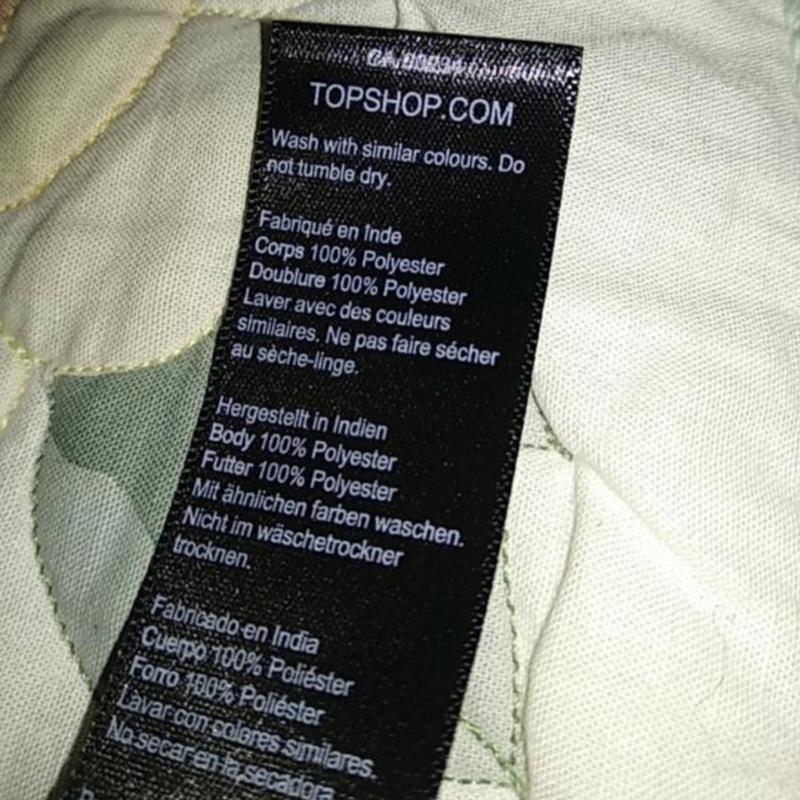 TOPSHOP.COM
Wash with similar colours. Do
not tumble dry.
Fabriqué en Inde
Corps 100% Polyester
Doublure 100% Polyester
Laver avec des couleurs
similaires. Ne pas faire sécher
au sèche-linge.
Hergestellt in Indien
Body 100% Polyester
Futter 100% Polyester
Mit ähnlichen farben waschen.
Nicht im wäschetrockner
trocknen.
Fabricado en India
Cuerpo 100% Poliéster
Forro 100% Poliéster
Lavar con colores similares.
No secar en la secadora